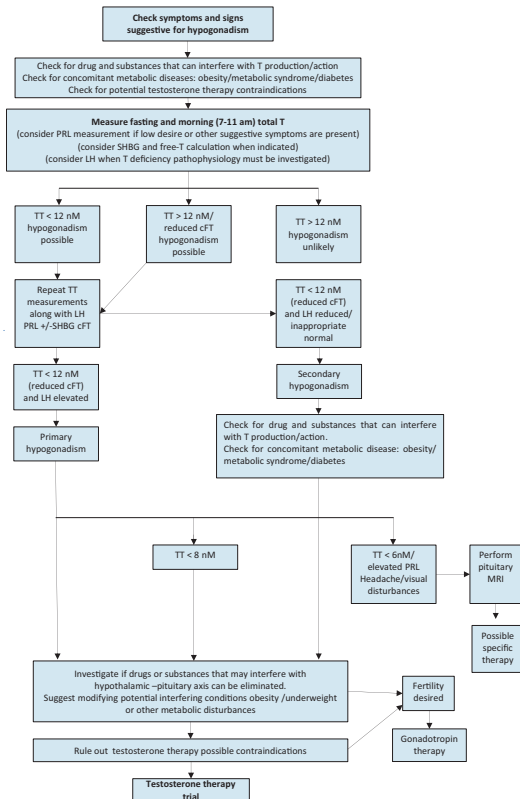 Check symptoms and signs
suggestive for hypogonadism
Check for drug and substances that can interfere with T production/action
Check for concomitant metabolic diseases: obesity/metabolic syndrome/diabetes
Check for potential testosterone therapy contraindications
Measure fasting and morning (7-11 am) total T
(consider PRL measurement if low desire or other suggestive symptoms are present)
(consider SHBG and free-T calculation when indicated)
(consider LH when T deficiency pathophysiology must be investigated)
TT < 12 nM
hypogonadism
possible
TT > 12 nM/
reduced cFT
hypogonadism
possible
TT > 12 nM
hypogonadism
unlikely
Repeat TT
measurements
along with LH
PRL +/-SHBG cFT
TT < 12 nM
(reduced cFT)
and LH reduced/
inappropriate
normal
TT < 12 nM
(reduced cFT)
and LH elevated
Secondary
hypogonadism
Primary
hypogonadism
Check for drug and substances that can interfere
with T production/action.
Check for concomitant metabolic disease: obesity/
metabolic syndrome/diabetes
TT < 8 nM
TT < 6nM/
elevated PRL
Headache/visual
disturbances
Perform
pituitary
MRI
Possible
specific
therapy
Investigate if drugs or substances that may interfere with
hypothalamic –pituitary axis can be eliminated.
Suggest modifying potential interfering conditions obesity /underweight
or other metabolic disturbances
Fertility
desired
Rule out testosterone therapy possible contraindications
Gonadotropin
therapy
Testosterone therapy
trial